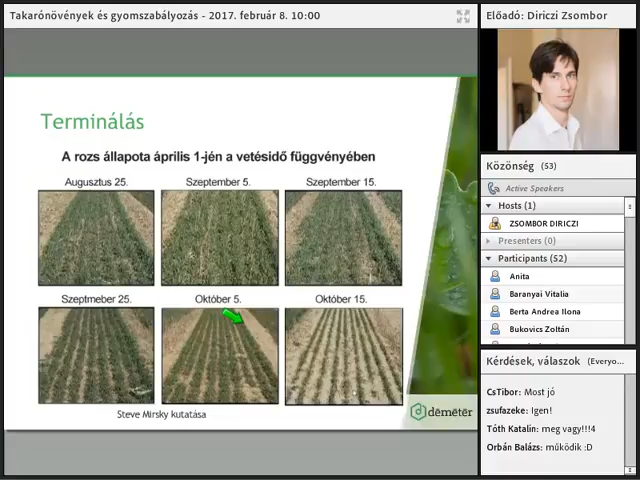 Takarónövények és gyomszabályozás - 2017. február 8. 10:00
Terminálás
A rozs állapota április 1-jén a vetésidő függvényében
Augusztus 25.
Szeptember 5.
Szeptember 15.
Szeptmeber 25.
Október 5.
Október 15.
Steve Mirsky kutatása
dēmētēr
Előadó: Diriczi Zsombor
Közönség (53)
Active Speakers
Hosts (1)
ZSOMBOR DIRICZI
Presenters (0)
Participants (52)
Anita
Baranyai Vitalia
Berta Andrea Ilona
Bukovics Zoltán
Kérdések, válaszok (Everyo...
CsTibor: Most jó
zsufazeke: Igen!
Tóth Katalin: meg vagy!!!4
Orbán Balázs: működik :D